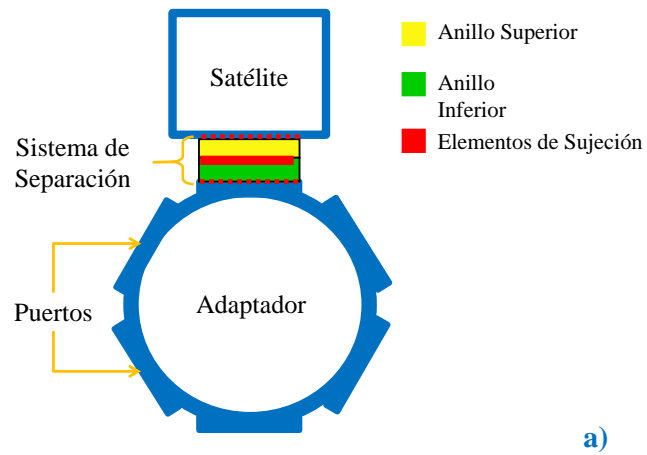 Satélite
Anillo Superior
Anillo
Inferior
Elementos de Sujeción
Sistema de
Separación
Puertos
Adaptador
a)